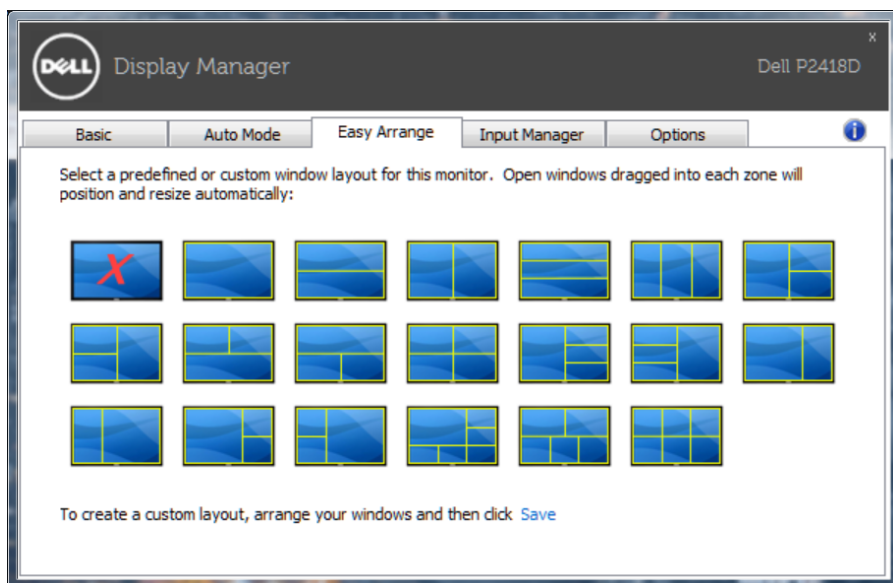 DELL
Display Manager
x
Dell P2418D
Basic
Auto Mode
Easy Arrange
Input Manager
Options
i
Select a predefined or custom window layout for this monitor. Open windows dragged into each zone will
position and resize automatically:
X
To create a custom layout, arrange your windows and then click Save